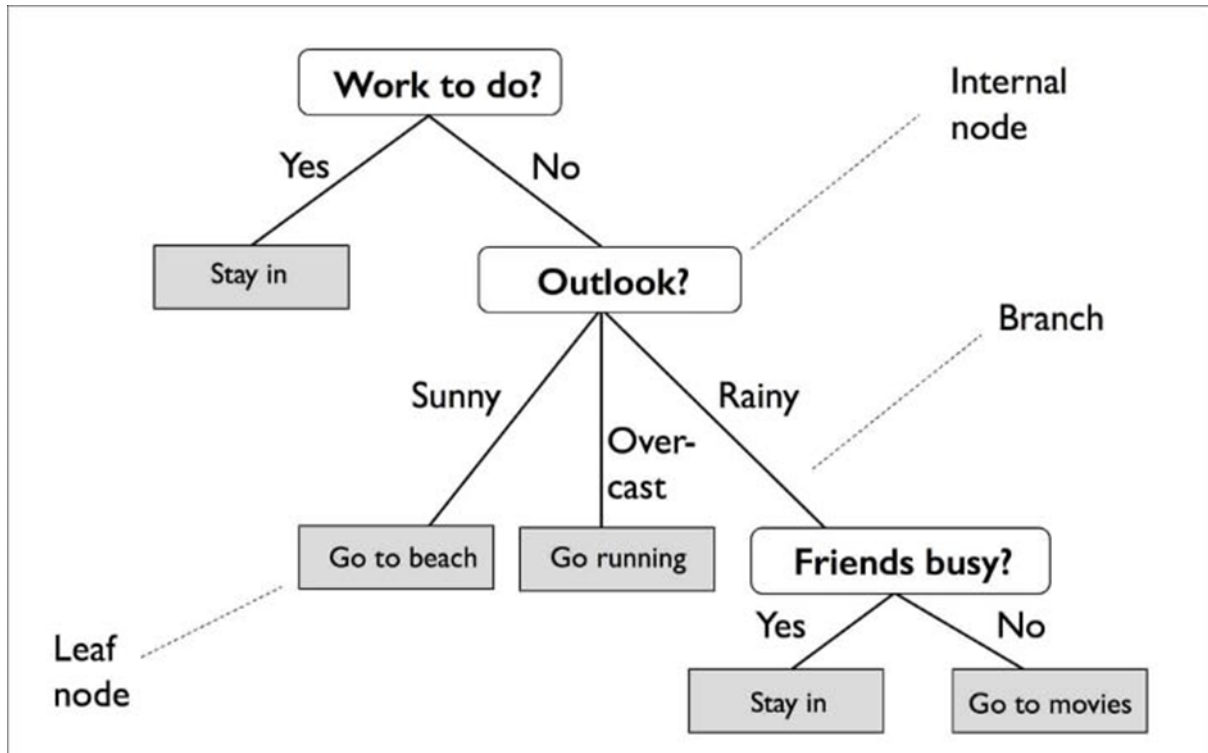 Work to do?
Internal
node
Yes
No
Stay in
Outlook?
Branch
Sunny
Rainy
Over-
cast
Go to beach
Go running
Friends busy?
Leaf
node
Yes
No
Stay in
Go to movies